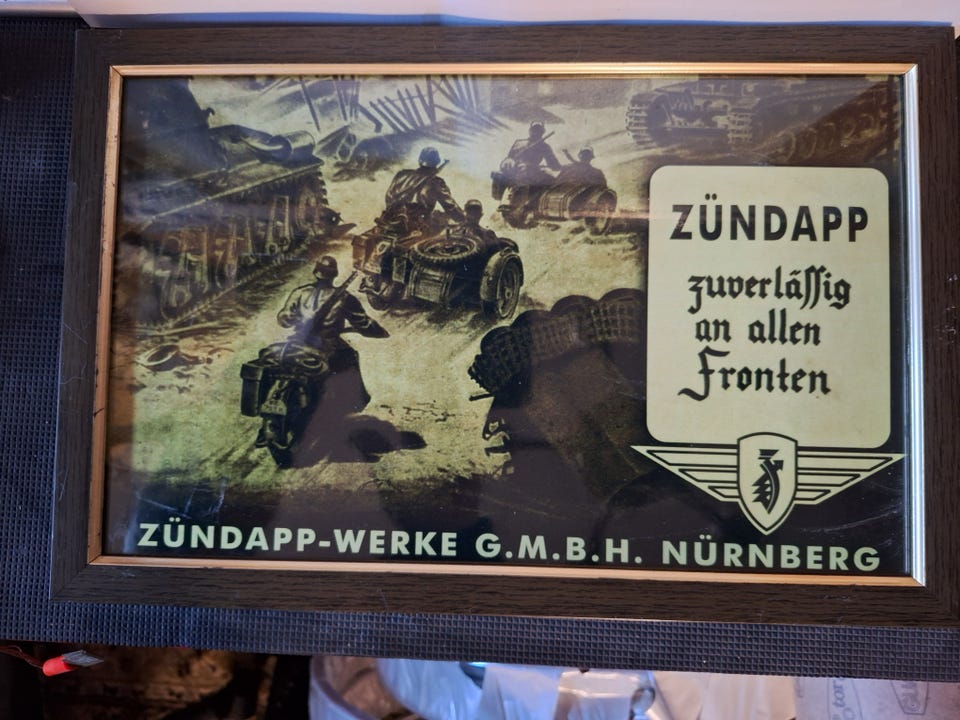 ZÜNDAPP
zuverläſſig
an allen
Fronten
ZÜNDAPP-WERKE G.M.B.H. NÜRNBERG